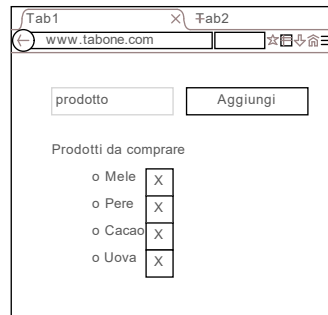 Tab1 Tab2
www.tabone.com
prodotto Aggiungi
Prodotti da comprare
o Mele X
o Pere X
o Cacao X
o Uova X